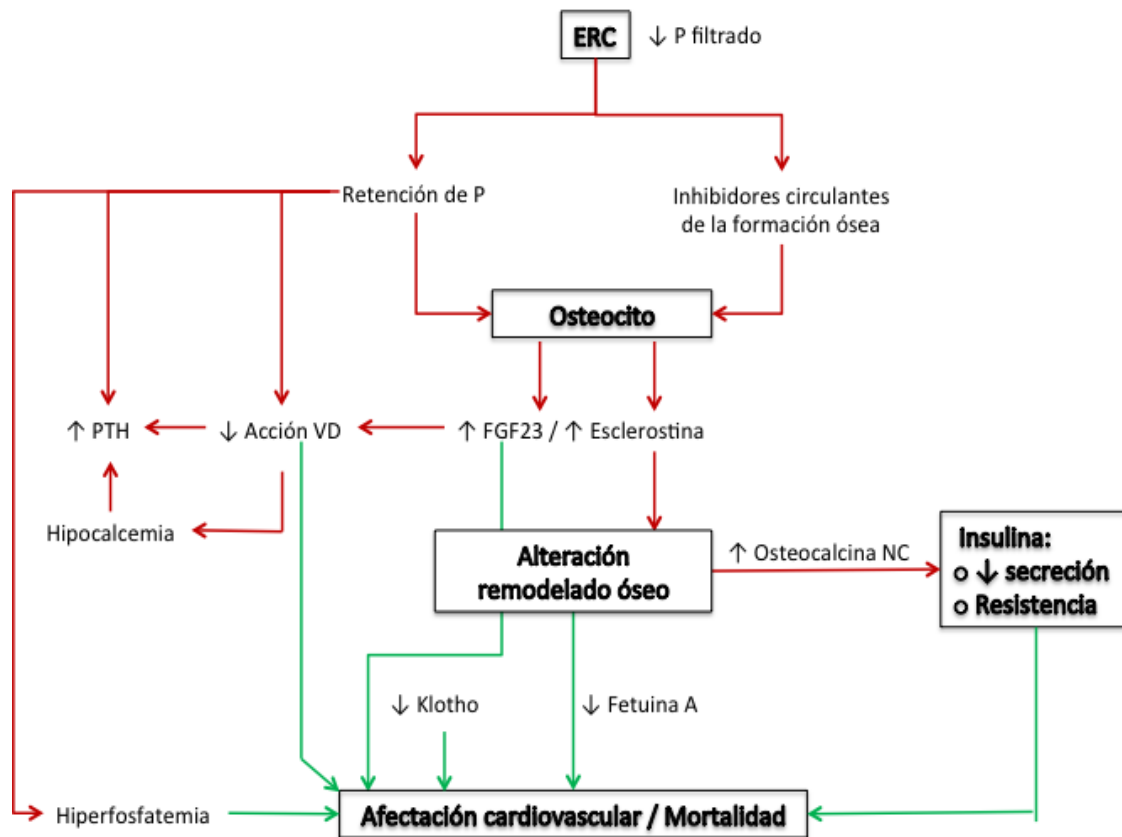 ERC
↓ P filtrado
Retención de P
Inhibidores circulantes
de la formación ósea
Osteocito
↑ PTH
↓ Acción VD
↑ FGF23 / ↑ Esclerostina
Hipocalcemia
Alteración
remodelado óseo
↑ Osteocalcina NC
Insulina:
o ↓ secreción
o Resistencia
↓ Klotho
↓ Fetuina A
Hiperfosfatemia
Afectación cardiovascular / Mortalidad